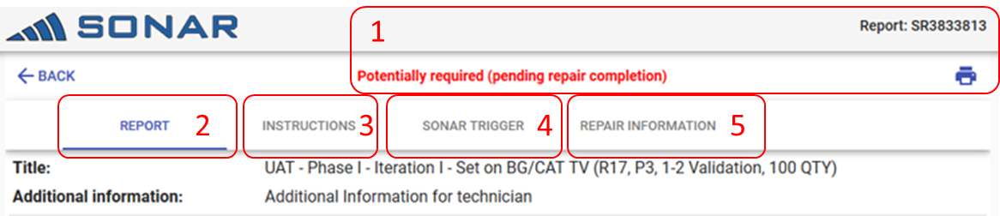 SONAR
1
Report: SR3833813
BACK
Potentially required (pending repair completion)
REPORT 2
INSTRUCTIONS 3
SONAR TRIGGER 4
REPAIR INFORMATION 5
Title: UAT - Phase I - Iteration I - Set on BG/CAT TV (R17, P3, 1-2 Validation, 100 QTY)
Additional information: Additional Information for technician